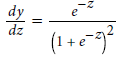 dy/dz = e^{-z} / (1 + e^{-z})^2